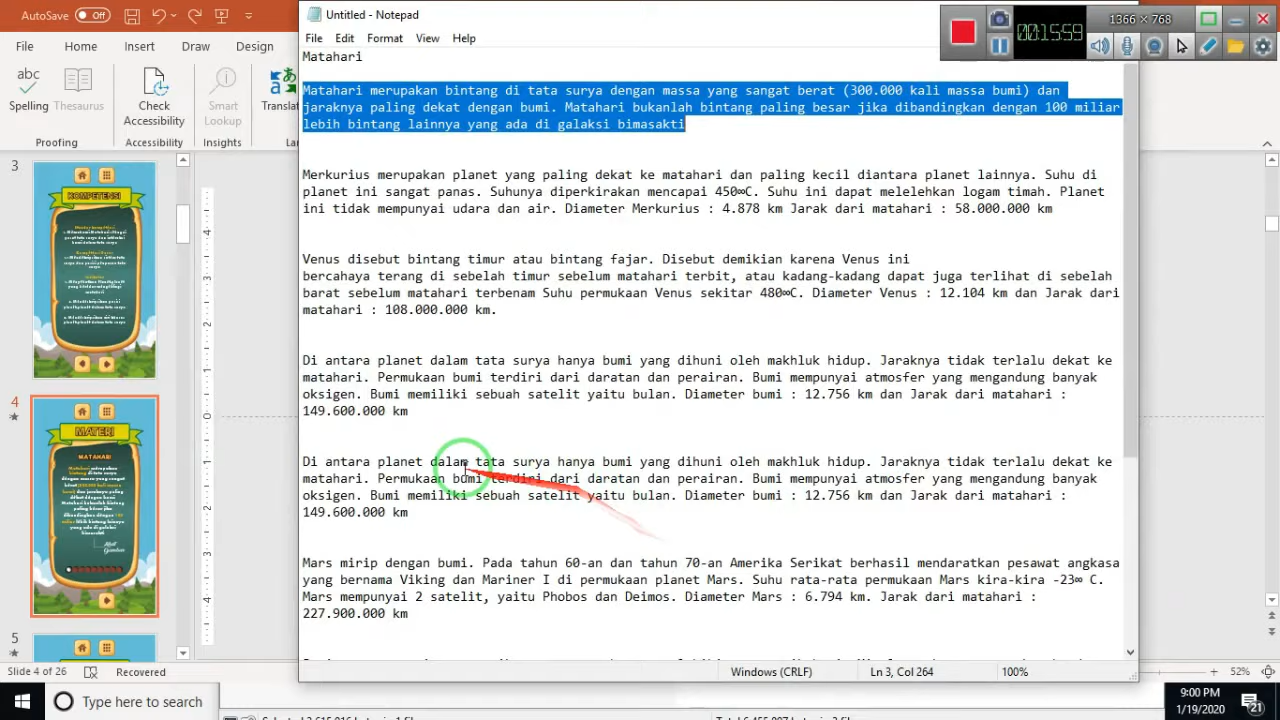 AutoSave
Off
Untitled - Notepad
00:15:59
1366 x 768
File
Home
Insert
Draw
Design
File Edit Format View Help
abc
Spelling
Thesaurus
Check
Accessibility
Smart
Lookup
Translat
Proofing
Accessibility
Insights
Matahari
Matahari merupakan bintang di tata surya dengan massa yang sangat berat (300.000 kali massa bumi) dan
jaraknya paling dekat dengan bumi. Matahari bukanlah bintang paling besar jika dibandingkan dengan 100 miliar
lebih bintang lainnya yang ada di galaksi bimasakti
Merkurius merupakan planet yang paling dekat ke matahari dan paling kecil diantara planet lainnya. Suhu di
planet ini sangat panas. Suhunya diperkirakan mencapai 450∞C. Suhu ini dapat melelehkan logam timah. Planet
ini tidak mempunyai udara dan air. Diameter Merkurius : 4.878 km Jarak dari matahari : 58.000.000 km
Venus disebut bintang timur atau bintang fajar. Disebut demikian karena Venus ini
bercahaya terang di sebelah timur sebelum matahari terbit, atau kadang-kadang dapat juga terlihat di sebelah
barat sebelum matahari terbenam Suhu permukaan Venus sekitar 480∞C. Diameter Venus : 12.104 km dan Jarak dari
matahari : 108.000.000 km.
Di antara planet dalam tata surya hanya bumi yang dihuni oleh makhluk hidup. Jaraknya tidak terlalu dekat ke
matahari. Permukaan bumi terdiri dari daratan dan perairan. Bumi mempunyai atmosfer yang mengandung banyak
oksigen. Bumi memiliki sebuah satelit yaitu bulan. Diameter bumi : 12.756 km dan Jarak dari matahari :
149.600.000 km
Di antara planet dalam tata surya hanya bumi yang dihuni oleh makhluk hidup. Jaraknya tidak terlalu dekat ke
matahari. Permukaan bumi terdiri dari daratan dan perairan. Bumi mempunyai atmosfer yang mengandung banyak
oksigen. Bumi memiliki sebuah satelit yaitu bulan. Diameter bumi : 12.756 km dan Jarak dari matahari :
149.600.000 km
Mars mirip dengan bumi. Pada tahun 60-an dan tahun 70-an Amerika Serikat berhasil mendaratkan pesawat angkasa
yang bernama Viking dan Mariner I di permukaan planet Mars. Suhu rata-rata permukaan Mars kira-kira -23∞ C.
Mars mempunyai 2 satelit, yaitu Phobos dan Deimos. Diameter Mars : 6.794 km. Jarak dari matahari :
227.900.000 km
3
KOMPETENSI
4
MATERI
MATAHARI
5
Windows (CRLF)
Ln 3, Col 264
100%
Slide 4 of 26
Recovered
52%
Type here to search
9:00 PM
1/19/2020
21